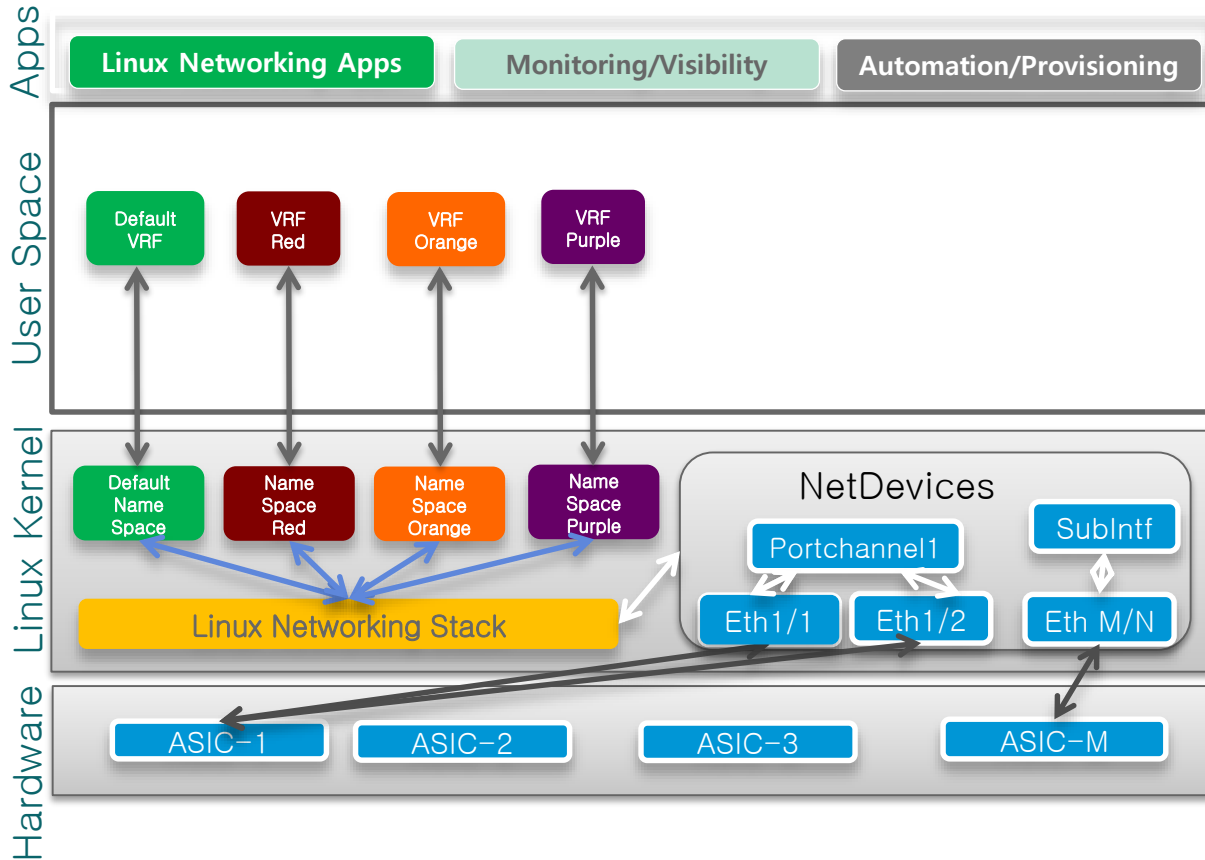 Apps
Linux Networking Apps
Monitoring/Visibility
Automation/Provisioning
User Space
Default
VRF
VRF
Red
VRF
Orange
VRF
Purple
Linux Kernel
Default
Name
Space
Name
Space
Red
Name
Space
Orange
Name
Space
Purple
NetDevices
Portchannel1
SubIntf
Eth1/1
Eth1/2
Eth M/N
Linux Networking Stack
Hardware
ASIC-1
ASIC-2
ASIC-3
ASIC-M